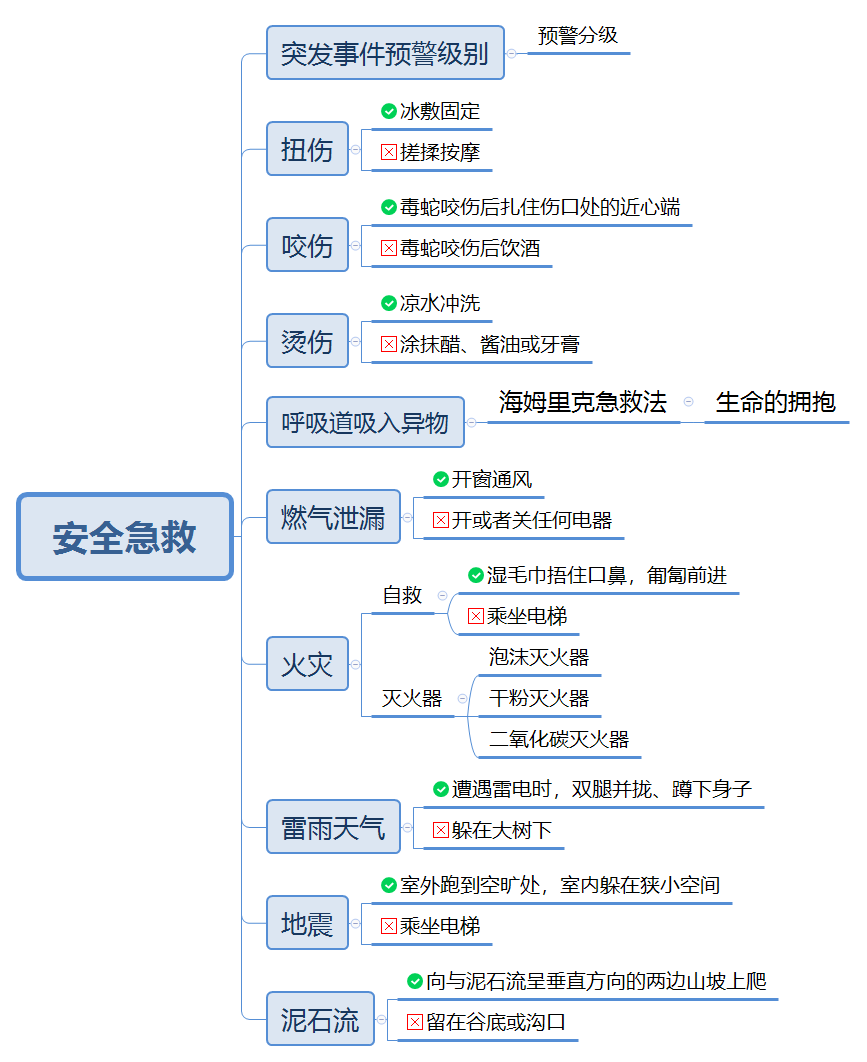 安全急救
突发事件预警级别
预警分级
扭伤
冰敷固定
搓揉按摩
咬伤
毒蛇咬伤后扎住伤口处的近心端
毒蛇咬伤后饮酒
烫伤
凉水冲洗
涂抹醋、酱油或牙膏
呼吸道吸入异物
海姆里克急救法
生命的拥抱
燃气泄漏
开窗通风
开或者关任何电器
火灾
自救
湿毛巾捂住口鼻，匍匐前进
乘坐电梯
灭火器
泡沫灭火器
干粉灭火器
二氧化碳灭火器
雷雨天气
遭遇雷电时，双腿并拢、蹲下身子
躲在大树下
地震
室外跑到空旷处，室内躲在狭小空间
乘坐电梯
泥石流
向与泥石流呈垂直方向的两边山坡上爬
留在谷底或沟口